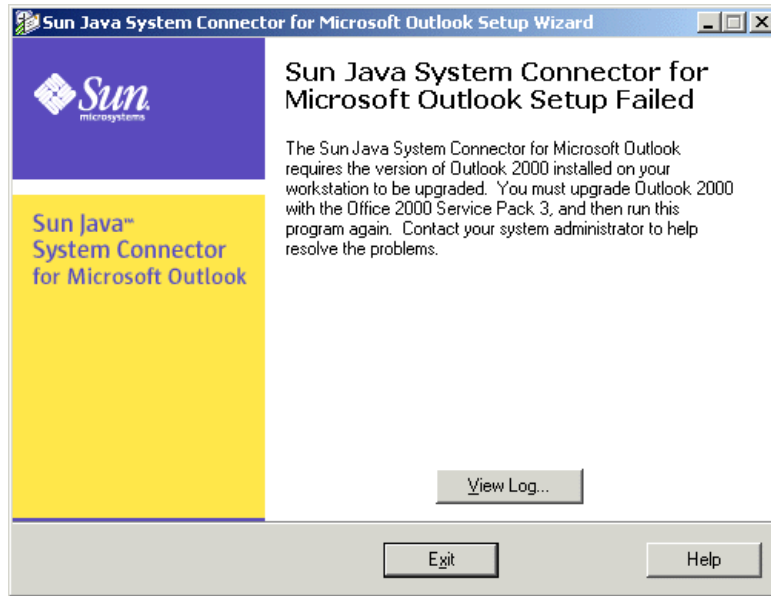 Sun Java System Connector for Microsoft Outlook Setup Wizard
Sun
microsystems
Sun Java System Connector for
Microsoft Outlook Setup Failed
The Sun Java System Connector for Microsoft Outlook
requires the version of Outlook 2000 installed on your
workstation to be upgraded.  You must upgrade Outlook 2000
with the Office 2000 Service Pack 3, and then run this
program again.  Contact your system administrator to help
resolve the problems.
Sun Java™
System Connector
for Microsoft Outlook
View Log...
Exit
Help